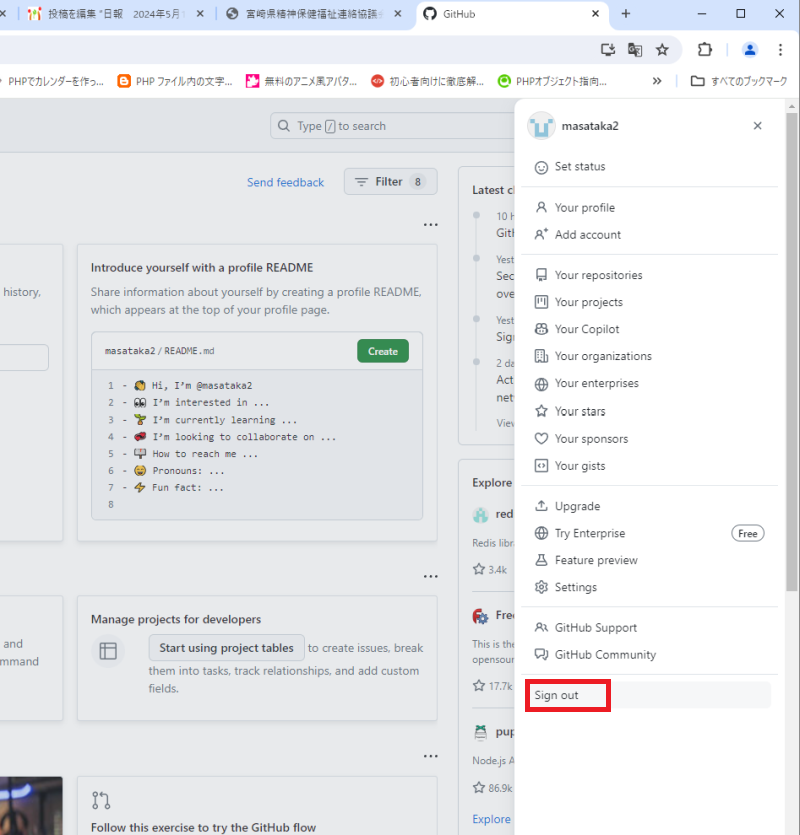 投稿を編集 "日報 2024年5月1
宮崎県精神保健福祉連絡協議会
GitHub
PHPでカレンダーを作っ...
PHP ファイル内の文字...
無料のアニメ風アバタ...
初心者向けに徹底解...
PHPオブジェクト指向...
すべてのブックマーク
Type / to search
Send feedback
Filter 8
history,
Introduce yourself with a profile README
Share information about yourself by creating a profile README,
which appears at the top of your profile page.
masataka2 / README.md
Create
1 - 👋 Hi, I'm @masataka2
2 - 👀 I'm interested in ...
3 - 🌱 I'm currently learning ...
4 - 💞️ I'm looking to collaborate on ...
5 - 📫 How to reach me ...
6 - 😄 Pronouns: ...
7 - ⚡ Fun fact: ...
8
and
mmand
Manage projects for developers
Start using project tables to create issues, break
them into tasks, track relationships, and add custom
fields.
Follow this exercise to try the GitHub flow
Latest c
10
Git
Yest
Sec
ove
Yest
Sig
2 da
Act
net
View
Explore
red
Redis libr
3.4k
Free
This is the
opensour
17.7k
pup
Node.js A
86.9k
Explore
masataka2
Set status
Your profile
Add account
Your repositories
Your projects
Your Copilot
Your organizations
Your enterprises
Your stars
Your sponsors
Your gists
Upgrade
Try Enterprise
Free
Feature preview
Settings
GitHub Support
GitHub Community
Sign out